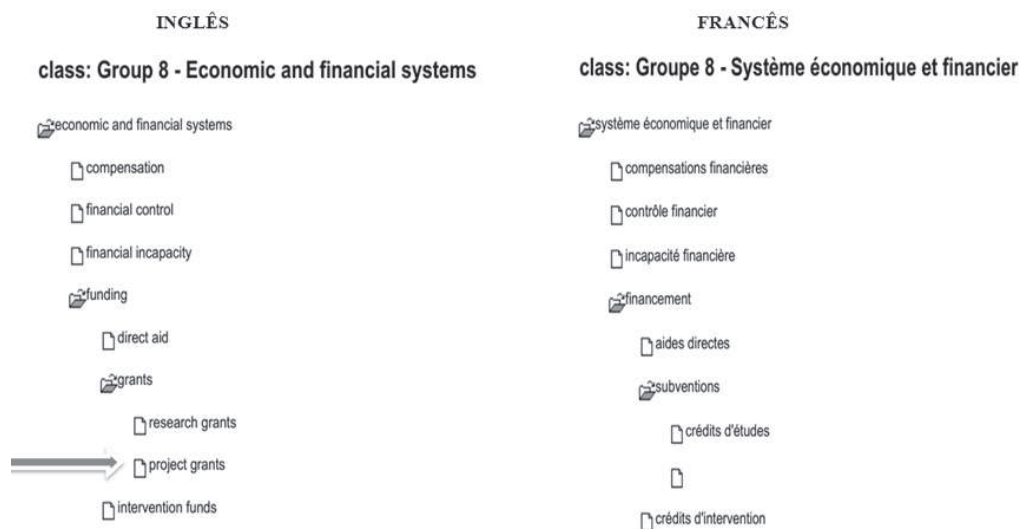 INGLÊS
class: Group 8 - Economic and financial systems
economic and financial systems
compensation
financial control
financial incapacity
funding
direct aid
grants
research grants
project grants
intervention funds
FRANCÊS
class: Groupe 8 - Système économique et financier
système économique et financier
compensations financières
contrôle financier
incapacité financière
financement
aides directes
subventions
crédits d'études
crédits d'intervention